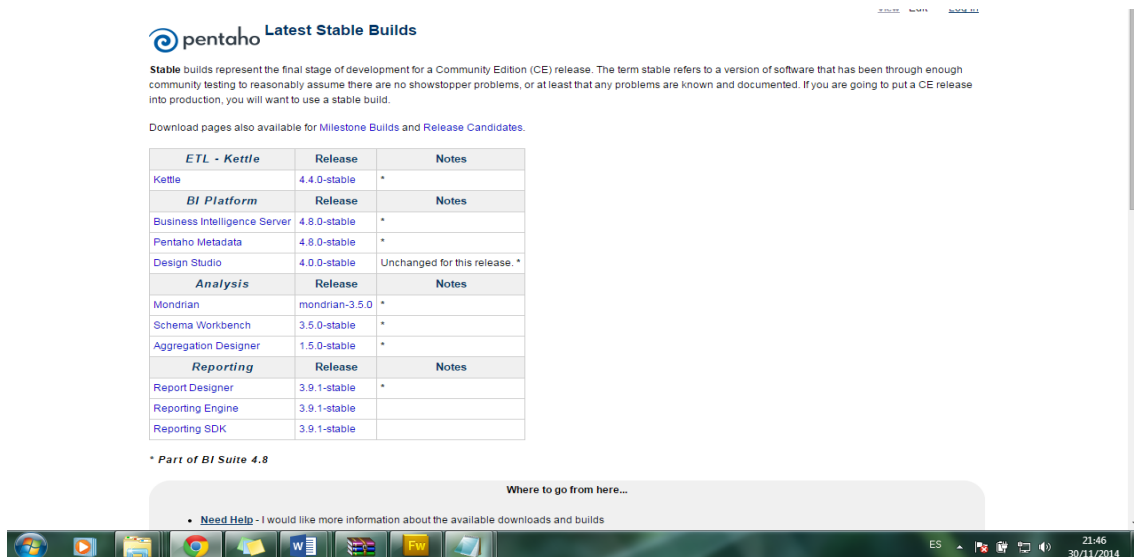 View Edit Log In
pentaho Latest Stable Builds
Stable builds represent the final stage of development for a Community Edition (CE) release. The term stable refers to a version of software that has been through enough
community testing to reasonably assume there are no showstopper problems, or at least that any problems are known and documented. If you are going to put a CE release
into production, you will want to use a stable build.
Download pages also available for Milestone Builds and Release Candidates.
ETL - Kettle Release Notes
Kettle 4.4.0-stable *
BI Platform Release Notes
Business Intelligence Server 4.8.0-stable *
Pentaho Metadata 4.8.0-stable *
Design Studio 4.0.0-stable Unchanged for this release. *
Analysis Release Notes
Mondrian mondrian-3.5.0 *
Schema Workbench 3.5.0-stable *
Aggregation Designer 1.5.0-stable *
Reporting Release Notes
Report Designer 3.9.1-stable *
Reporting Engine 3.9.1-stable
Reporting SDK 3.9.1-stable
* Part of BI Suite 4.8
Where to go from here...
• Need Help - I would like more information about the available downloads and builds
W Fw ES 21:46
30/11/2014